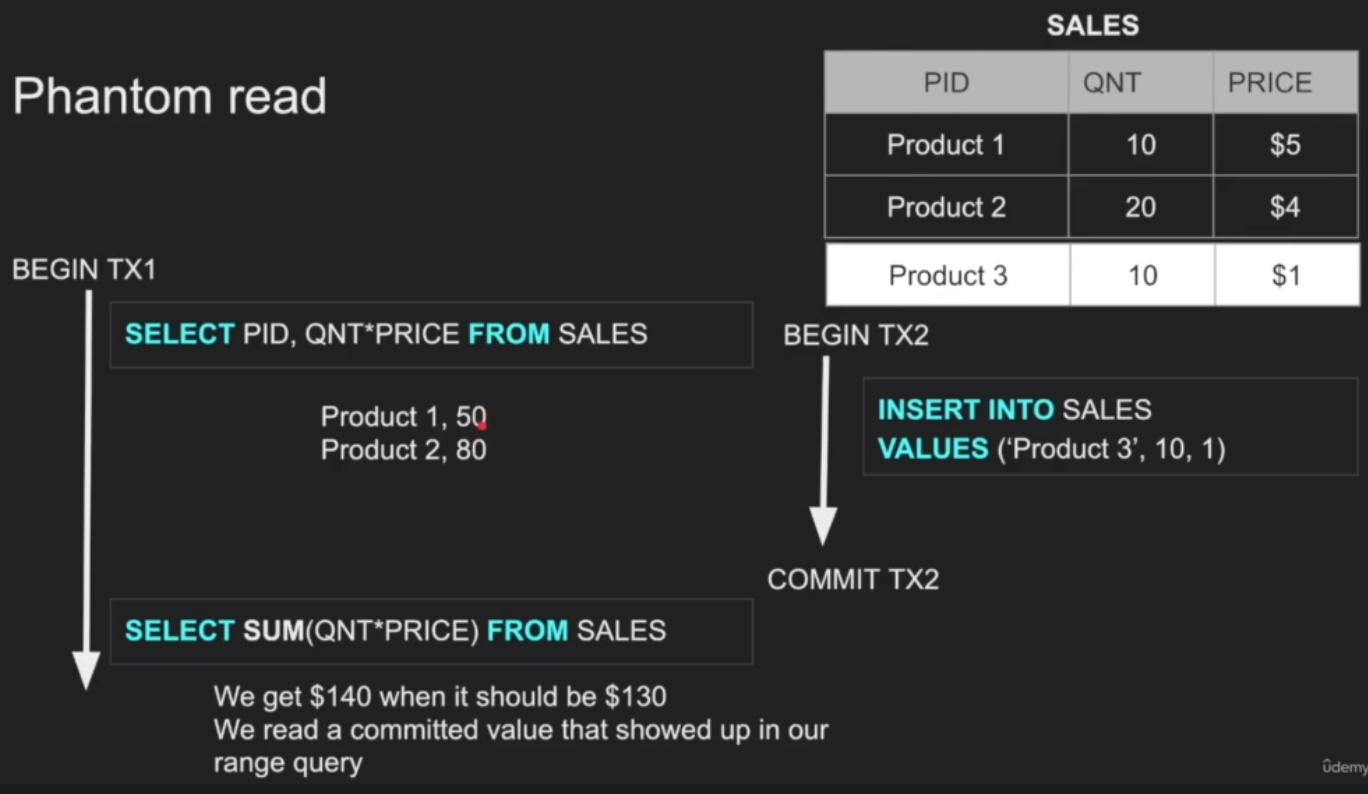 SALES
Phantom read
PID QNT PRICE
Product 1 10 $5
Product 2 20 $4
Product 3 10 $1
BEGIN TX1
SELECT PID, QNT*PRICE FROM SALES
Product 1, 50
Product 2, 80
BEGIN TX2
INSERT INTO SALES
VALUES (‘Product 3’, 10, 1)
COMMIT TX2
SELECT SUM(QNT*PRICE) FROM SALES
We get $140 when it should be $130
We read a committed value that showed up in our
range query
ûdemy